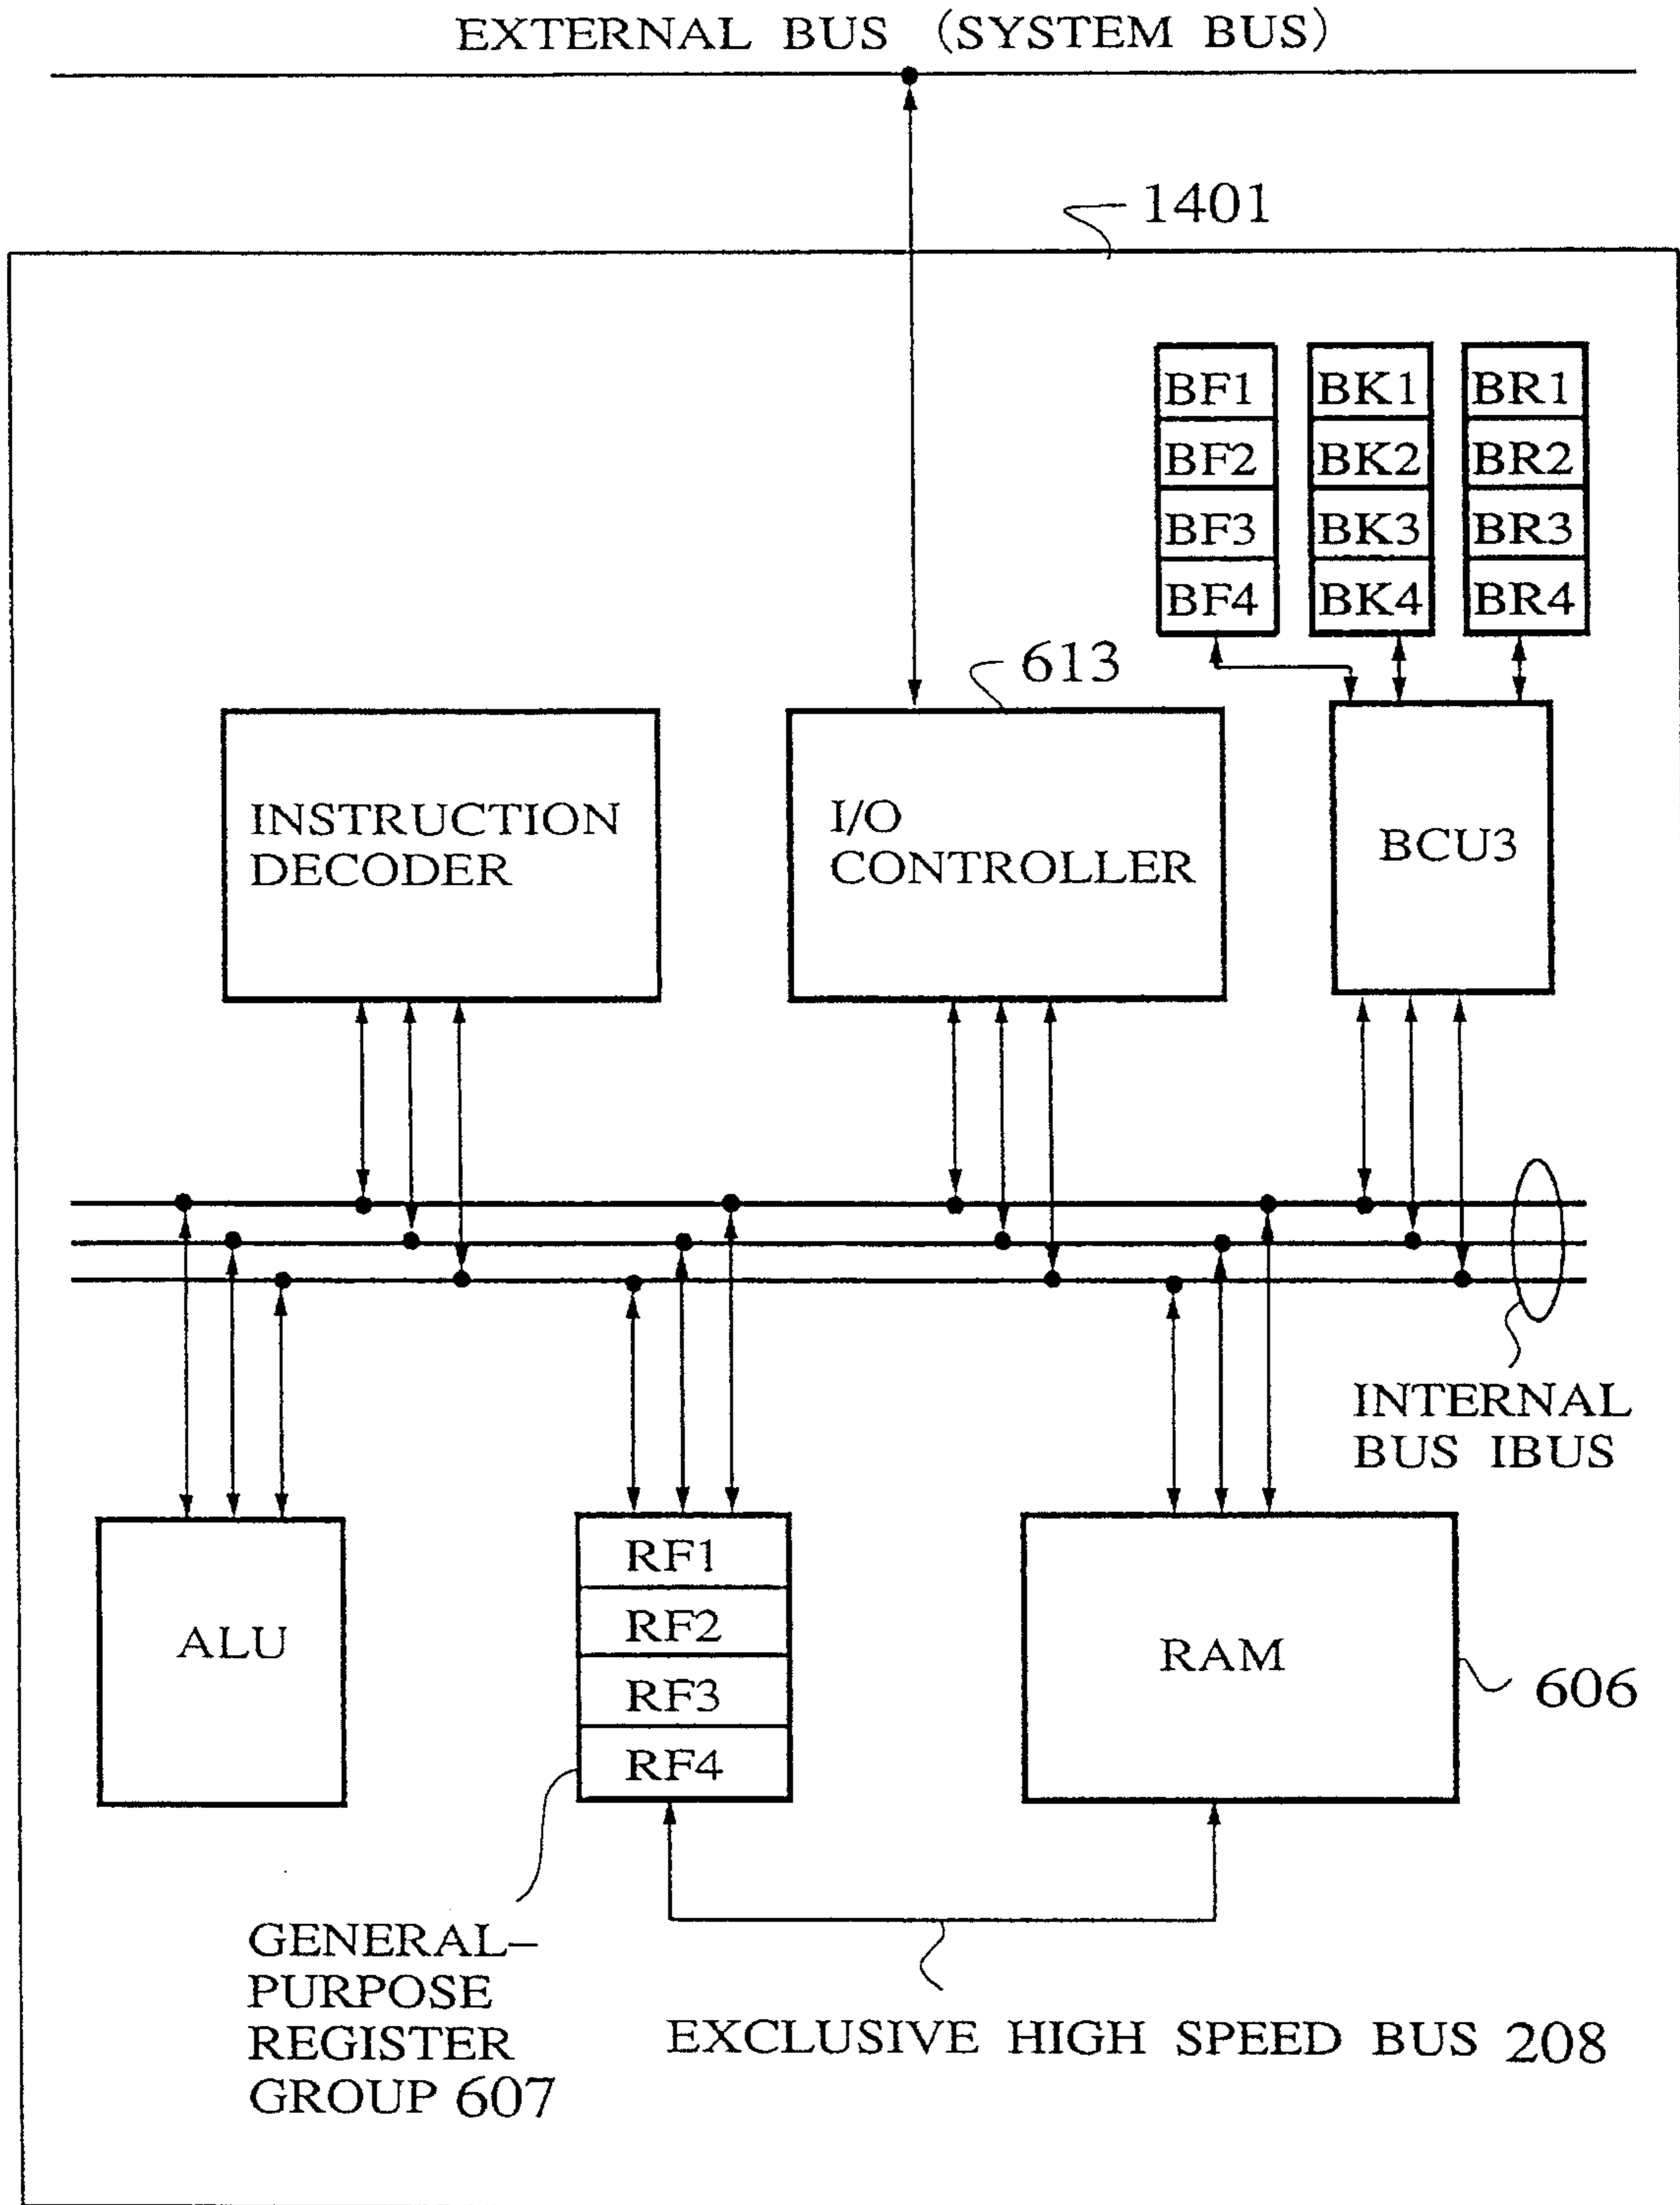 EXTERNAL BUS (SYSTEM BUS)
1401
BF1 BK1 BR1
BF2 BK2 BR2
BF3 BK3 BR3
BF4 BK4 BR4
613
INSTRUCTION
DECODER
I/O
CONTROLLER
BCU3
INTERNAL
BUS IBUS
ALU
RF1
RF2
RF3
RF4
RAM
606
GENERAL–
PURPOSE
REGISTER
GROUP 607
EXCLUSIVE HIGH SPEED BUS 208